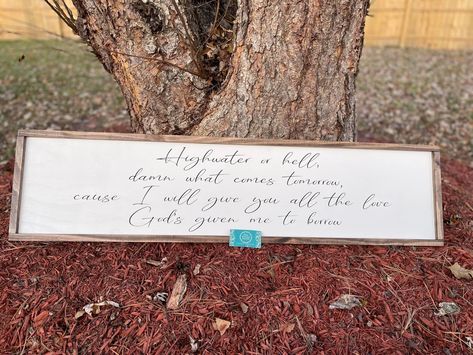 Highwater or hell,
damn what comes tomorrow,
cause I will give you all the love
God's given me to borrow